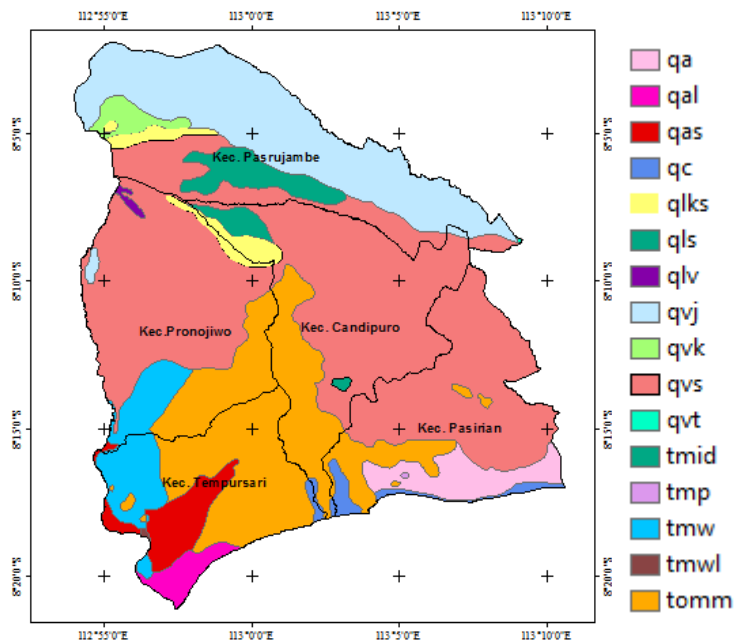 112°55'0"E 113°0'0"E 113°5'0"E 113°10'0"E
8°5'0"S 8°5'0"S
8°10'0"S 8°10'0"S
8°15'0"S 8°15'0"S
8°20'0"S 8°20'0"S
Kec. Pasrujambe
Kec.Pronojiwo
Kec. Candipuro
Kec. Pasirian
Kec. Tempursari
112°55'0"E 113°0'0"E 113°5'0"E 113°10'0"E
qa
qal
qas
qc
qlks
qls
qlv
qvj
qvk
qvs
qvt
tmid
tmp
tmw
tmwl
tomm